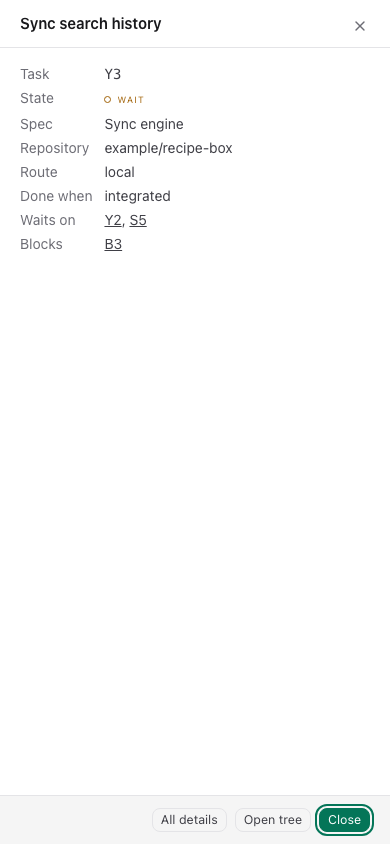 Sync search history
Task Y3
State WAIT
Spec Sync engine
Repository example/recipe-box
Route local
Done when integrated
Waits on Y2, S5
Blocks B3
All details Open tree Close